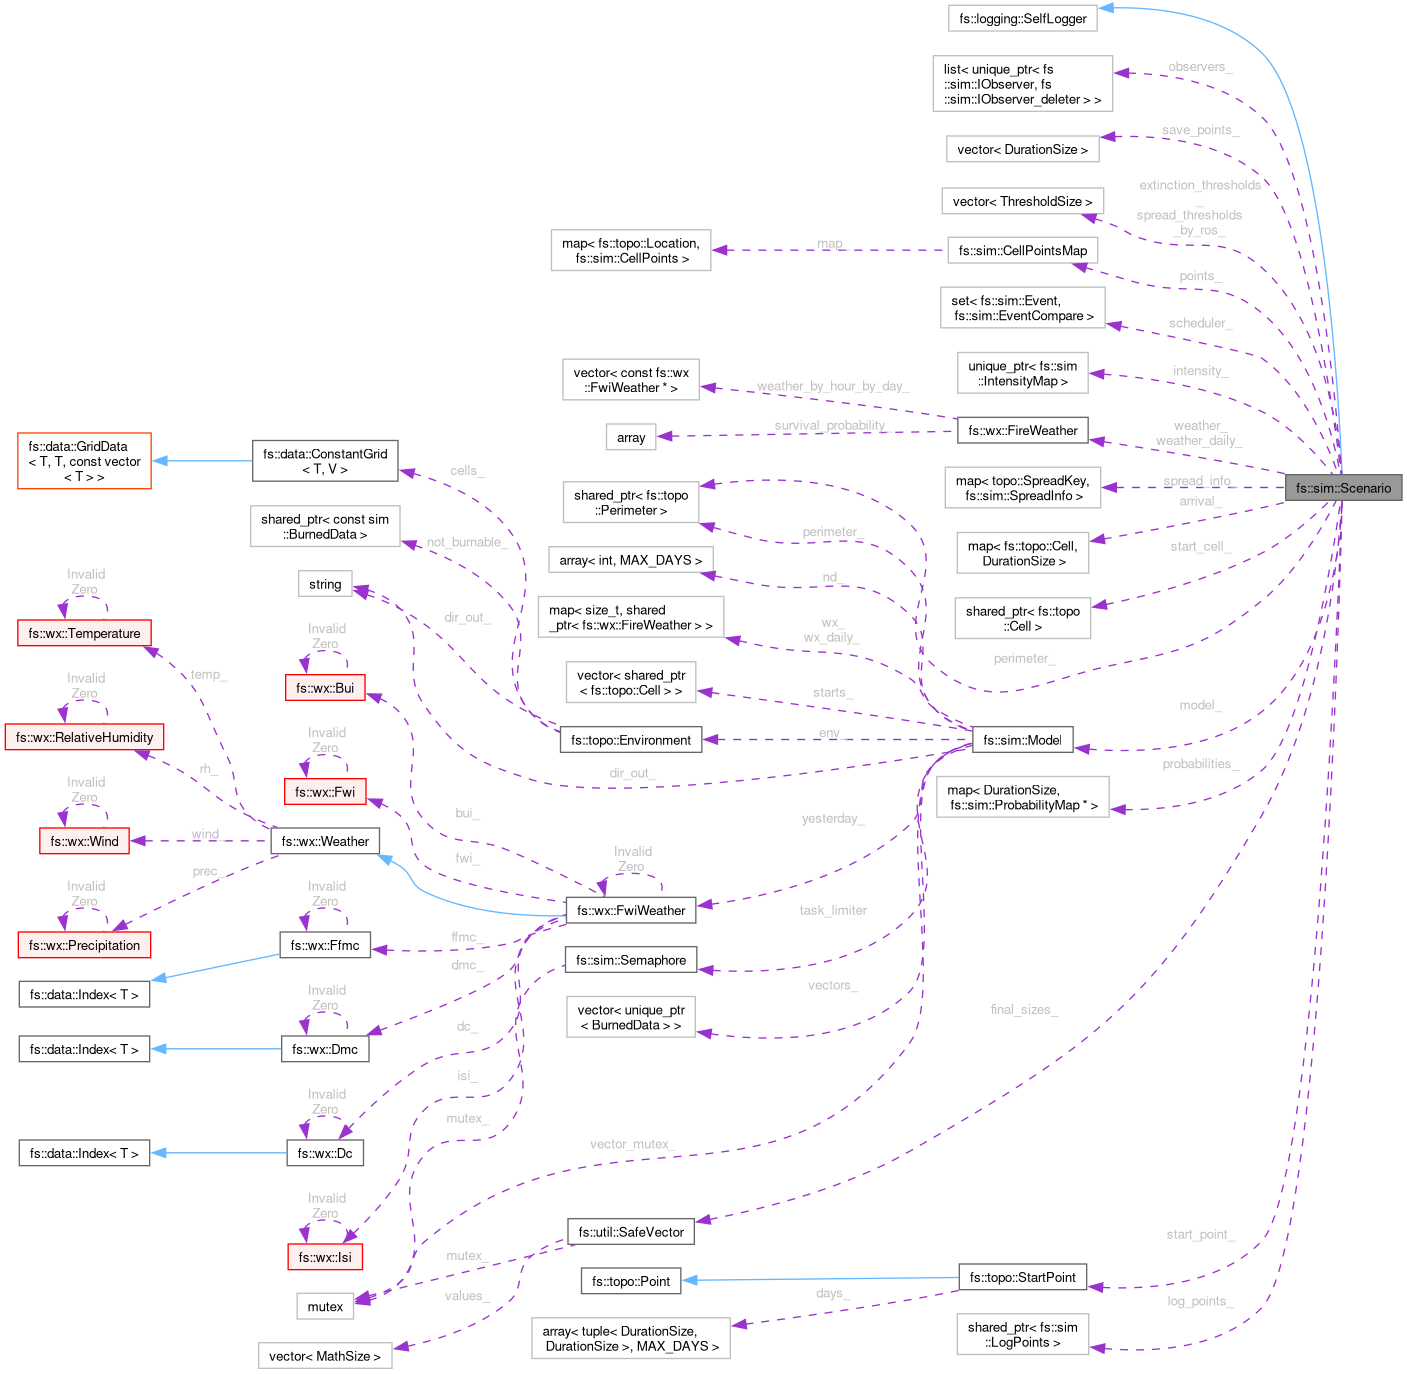 fs::logging::SelfLogger
list< unique_ptr< fs
::sim::IObserver, fs
::sim::IObserver_deleter > >
observers_
vector< DurationSize >
save_points_
vector< ThresholdSize >
extinction_thresholds
_
spread_thresholds
_by_ros_
map< fs::topo::Location,
fs::sim::CellPoints >
map_
fs::sim::CellPointsMap
points_
set< fs::sim::Event,
fs::sim::EventCompare >
scheduler_
unique_ptr< fs::sim
::IntensityMap >
intensity_
vector< const fs::wx
::FwiWeather * >
weather_by_hour_by_day_
array
survival_probability_
fs::wx::FireWeather
weather_
weather_daily_
fs::data::GridData
< T, T, const vector
< T > >
fs::data::ConstantGrid
< T, V >
cells_
shared_ptr< fs::topo
::Perimeter >
map< topo::SpreadKey,
fs::sim::SpreadInfo >
spread_info_
fs::sim::Scenario
shared_ptr< const sim
::BurnedData >
not_burnable_
perimeter_
map< fs::topo::Cell,
DurationSize >
arrival_
array< int, MAX_DAYS >
nd_
start_cell_
string
dir_out_
map< size_t, shared
_ptr< fs::wx::FireWeather > >
wx_
wx_daily_
shared_ptr< fs::topo
::Cell >
perimeter_
Invalid
Zero
fs::wx::Temperature
temp_
Invalid
Zero
fs::wx::Bui
vector< shared_ptr
< fs::topo::Cell > >
starts_
Invalid
Zero
fs::wx::RelativeHumidity
rh_
fs::topo::Environment
env_
fs::sim::Model
model_
Invalid
Zero
fs::wx::Fwi
dir_out_
map< DurationSize,
fs::sim::ProbabilityMap * >
probabilities_
Invalid
Zero
fs::wx::Wind
wind_
fs::wx::Weather
bui_
yesterday_
prec_
fwi_
Invalid
Zero
fs::wx::FwiWeather
Invalid
Zero
fs::wx::Precipitation
Invalid
Zero
fs::wx::Ffmc
ffmc_
task_limiter
fs::sim::Semaphore
dmc_
fs::data::Index< T >
vectors_
vector< unique_ptr
< BurnedData > >
final_sizes_
Invalid
Zero
fs::data::Index< T >
fs::wx::Dmc
dc_
isi_
Invalid
Zero
mutex_
fs::data::Index< T >
fs::wx::Dc
vector_mutex_
Invalid
Zero
fs::wx::Isi
fs::util::SafeVector
start_point_
mutex_
fs::topo::Point
fs::topo::StartPoint
mutex
values_
days_
log_points_
array< tuple< DurationSize,
DurationSize >, MAX_DAYS >
shared_ptr< fs::sim
::LogPoints >
vector< MathSize >